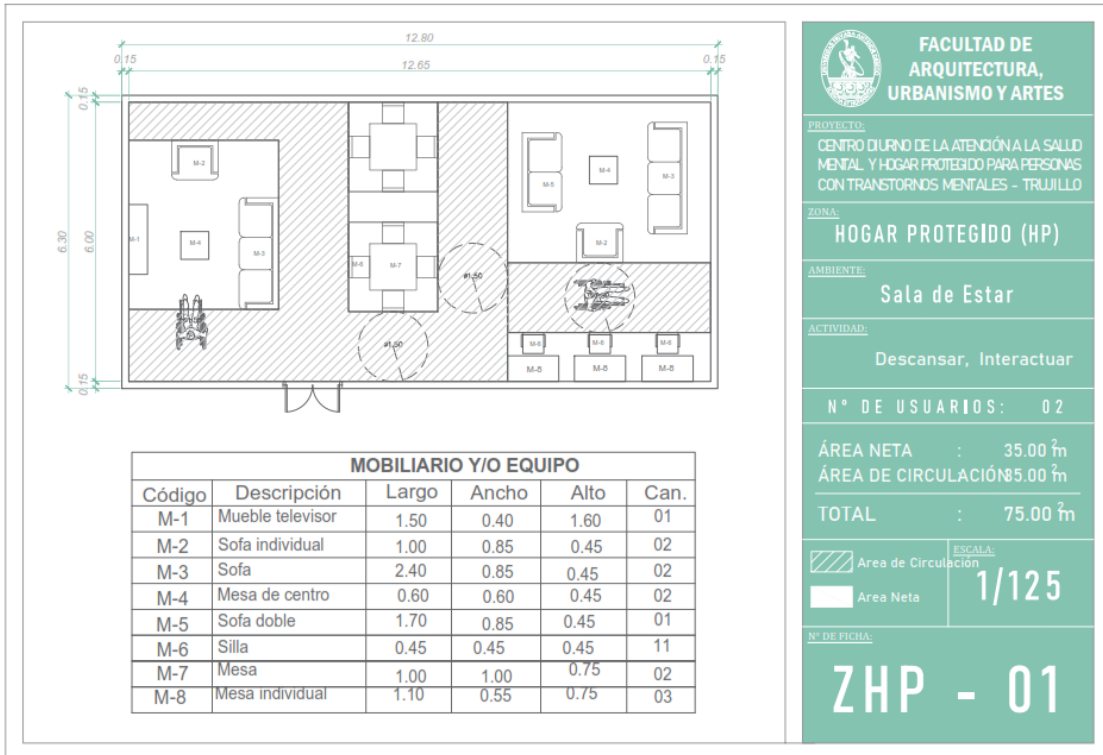 12.80
0.15
12.65
0.15
0.15
6.30
6.00
0.15
M-2
M-1
M-4
M-3
M-6
M-7
ø1.50
ø1.50
M-5
M-4
M-3
M-2
M-6
M-6
M-6
M-8
M-8
M-8
MOBILIARIO Y/O EQUIPO
Código Descripción Largo Ancho Alto Can.
M-1 Mueble televisor 1.50 0.40 1.60 01
M-2 Sofa individual 1.00 0.85 0.45 02
M-3 Sofa 2.40 0.85 0.45 02
M-4 Mesa de centro 0.60 0.60 0.45 02
M-5 Sofa doble 1.70 0.85 0.45 01
M-6 Silla 0.45 0.45 0.45 11
M-7 Mesa 1.00 1.00 0.75 02
M-8 Mesa individual 1.10 0.55 0.75 03
FACULTAD DE
ARQUITECTURA,
URBANISMO Y ARTES
PROYECTO:
CENTRO DIURNO DE LA ATENCIÓN A LA SALUD
MENTAL Y HOGAR PROTEGIDO PARA PERSONAS
CON TRANSTORNOS MENTALES - TRUJILLO
ZONA:
HOGAR PROTEGIDO (HP)
AMBIENTE:
Sala de Estar
ACTIVIDAD:
Descansar, Interactuar
N° DE USUARIOS: 02
ÁREA NETA : 35.00 m²
ÁREA DE CIRCULACIÓN: 35.00 m²
TOTAL : 75.00 m²
Area de Circulación
Area Neta
ESCALA:
1/125
N° DE FICHA:
ZHP - 01